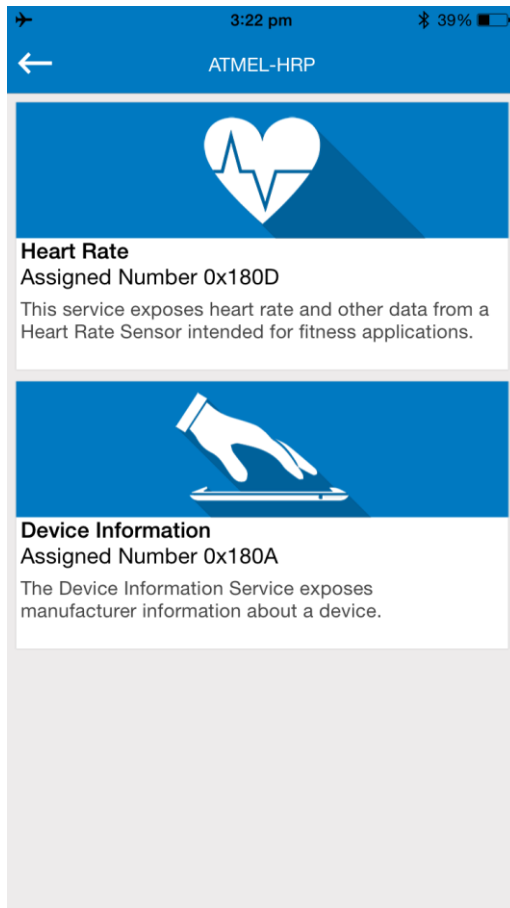 3:22 pm
39%
ATMEL-HRP
Heart Rate
Assigned Number 0x180D
This service exposes heart rate and other data from a
Heart Rate Sensor intended for fitness applications.
Device Information
Assigned Number 0x180A
The Device Information Service exposes
manufacturer information about a device.